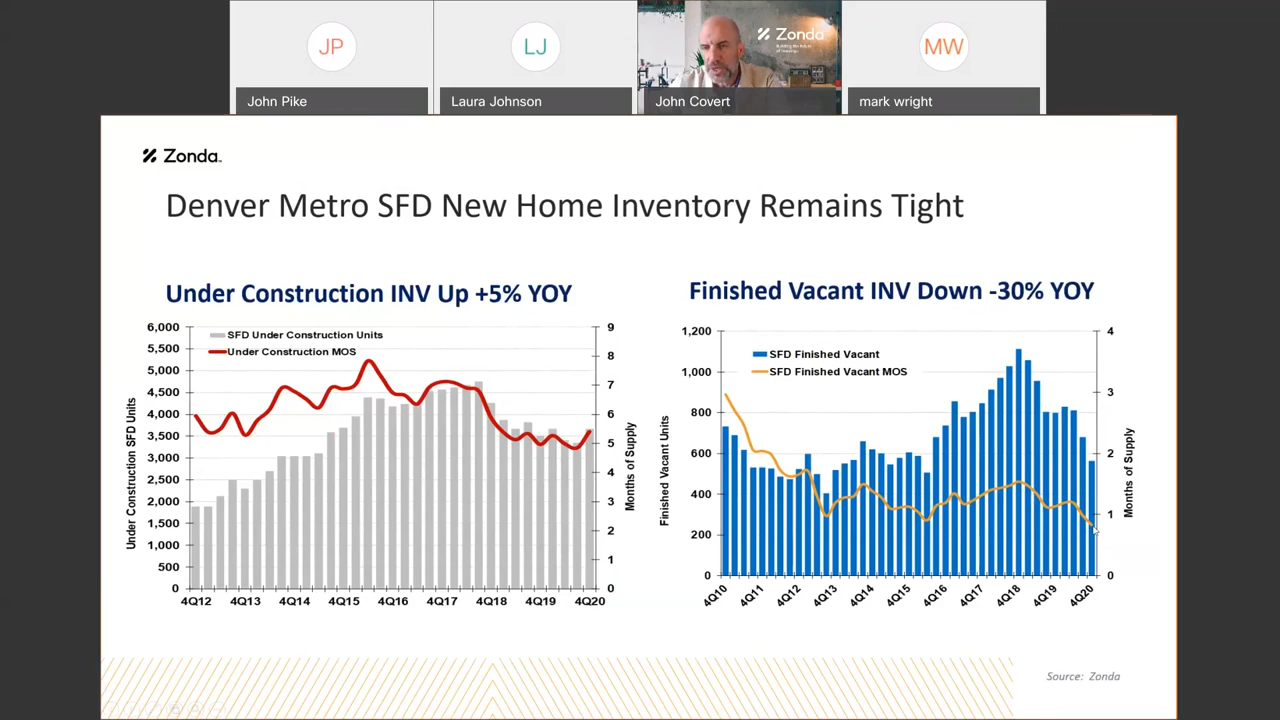 JP
LJ
Zonda
Building the Future
of Housing
MW
John Pike
Laura Johnson
John Covert
mark wright
Zonda
Denver Metro SFD New Home Inventory Remains Tight
Under Construction INV Up +5% YOY
Finished Vacant INV Down -30% YOY
6,000
5,500
5,000
4,500
4,000
3,500
3,000
2,500
2,000
1,500
1,000
500
0
Under Construction SFD Units
SFD Under Construction Units
Under Construction MOS
9
8
7
6
5
4
3
2
1
0
Months of Supply
4Q12 4Q13 4Q14 4Q15 4Q16 4Q17 4Q18 4Q19 4Q20
1,200
1,000
800
600
400
200
0
Finished Vacant Units
SFD Finished Vacant
SFD Finished Vacant MOS
4
3
2
1
0
Months of Supply
4Q10 4Q11 4Q12 4Q13 4Q14 4Q15 4Q16 4Q17 4Q18 4Q19 4Q20
Source: Zonda